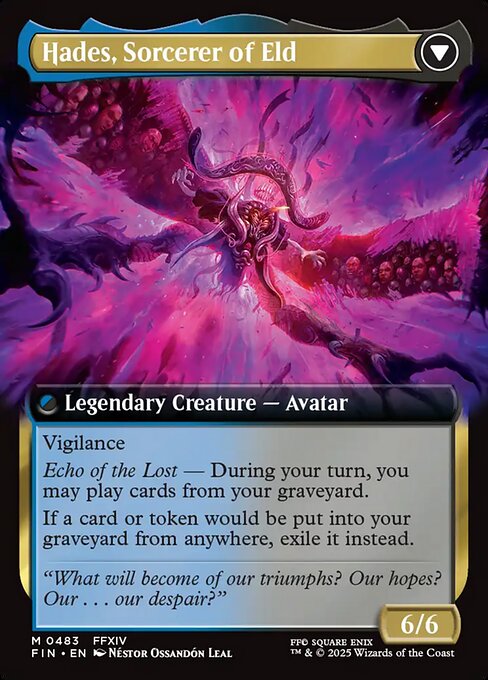 Hades, Sorcerer of Eld
Legendary Creature — Avatar
Vigilance
Echo of the Lost — During your turn, you
may play cards from your graveyard.
If a card or token would be put into your
graveyard from anywhere, exile it instead.
“What will become of our triumphs? Our hopes?
Our . . . our despair?”
6/6
M 0483 FFXIV
FIN • EN Néstor Ossandón Leal
FF© SQUARE ENIX
™ & © 2025 Wizards of the Coast